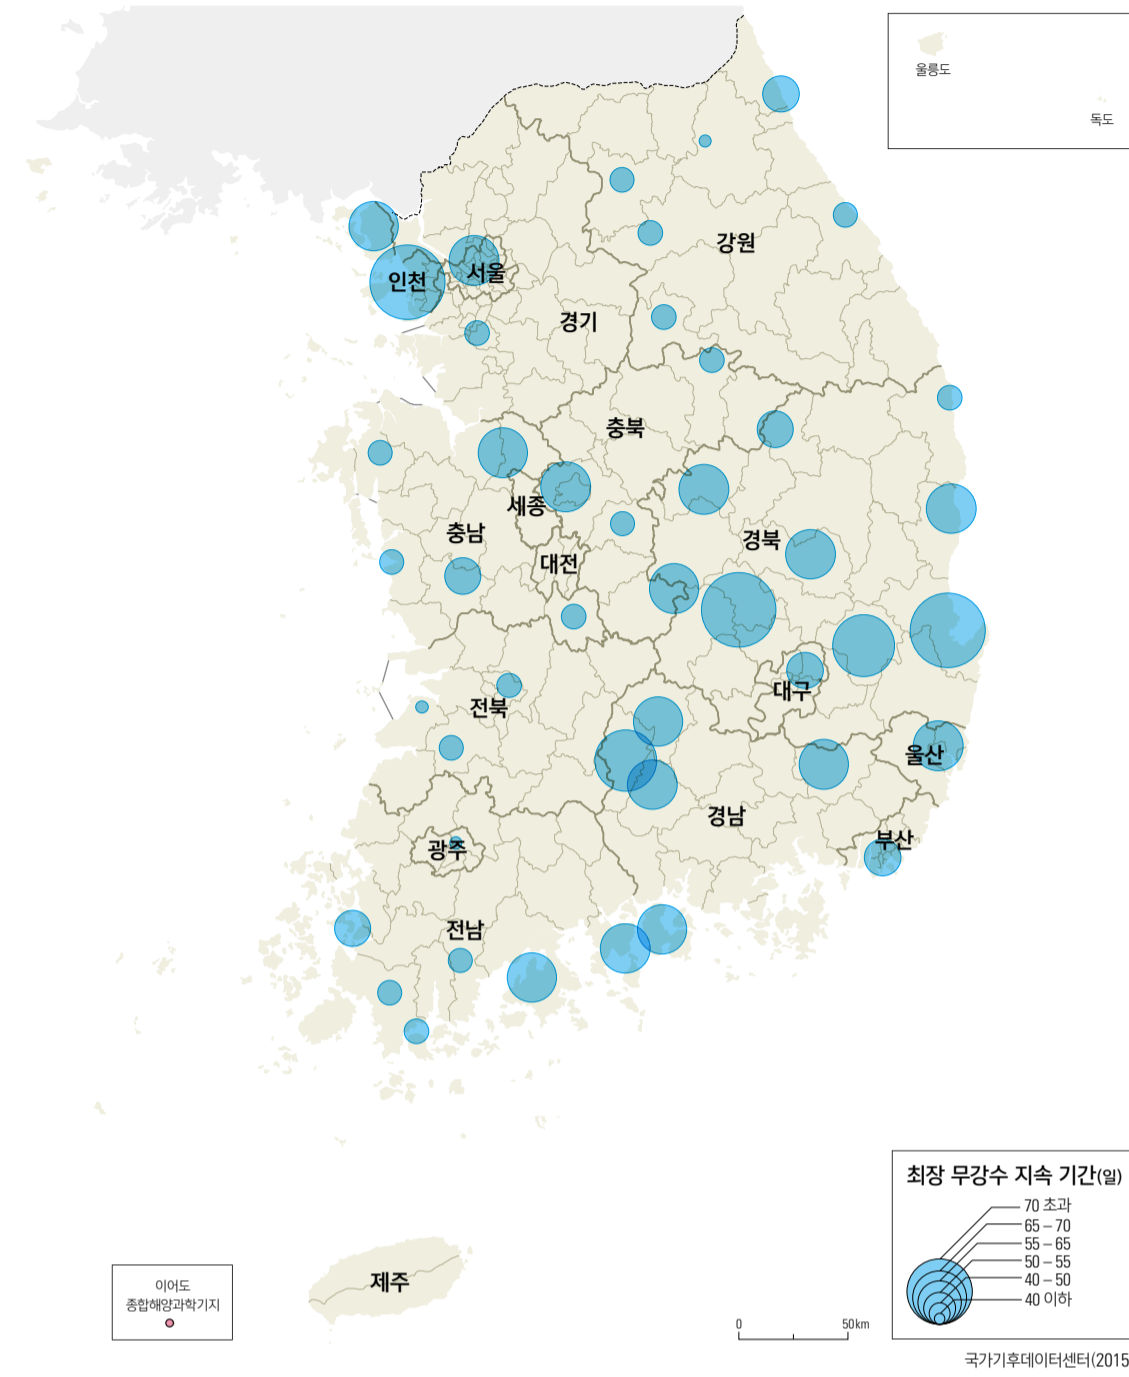 울릉도
독도
강원
서울
인천
경기
충북
세종
충남
경북
대전
대구
전북
울산
경남
부산
광주
전남
제주
이어도
종합해양과학기지
최장 무강수 지속 기간(일)
70 초과
65 – 70
55 – 65
50 – 55
40 – 50
40 이하
0 50km
국가기후데이터센터(2015